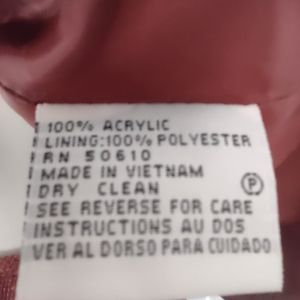 100% ACRYLIC
LINING:100% POLYESTER
RN 50610
MADE IN VIETNAM
DRY CLEAN
P
SEE REVERSE FOR CARE
INSTRUCTIONS AU DOS
VER AL DORSO PARA CUIDADO